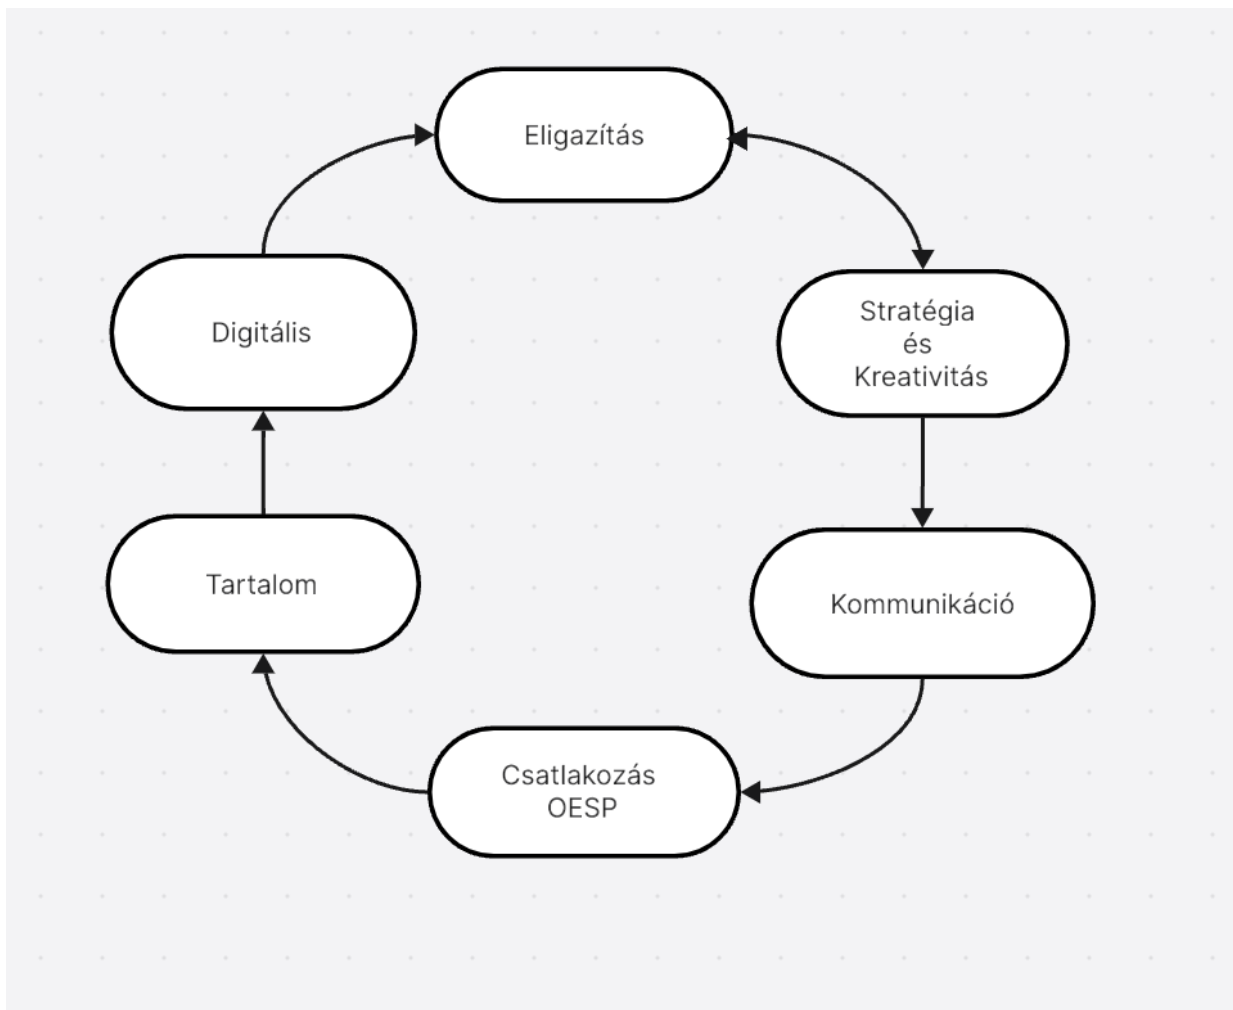 Eligazítás
Stratégia
és
Kreativitás
Digitális
Tartalom
Kommunikáció
Csatlakozás
OESP